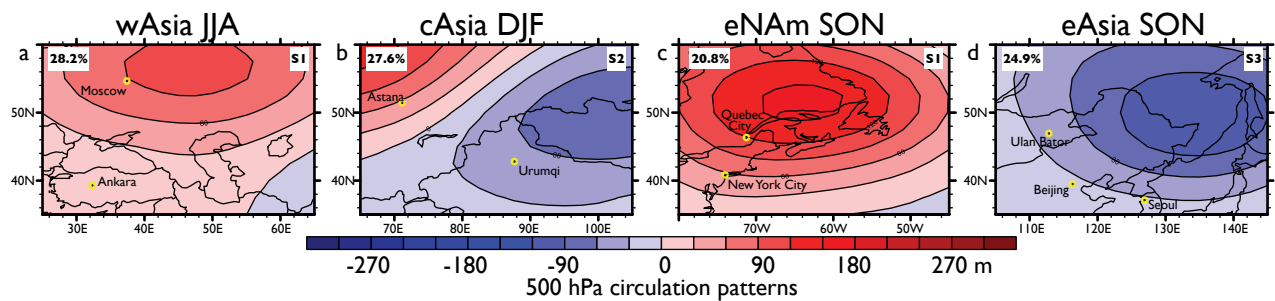 wAsia JJA
cAsia DJF
eNAm SON
eAsia SON
a
28.2%
S1
b
27.6%
S2
c
20.8%
S1
d
24.9%
S3
Moscow
Ankara
Astana
Urumqi
Quebec
City
New York City
Ulan Bator
Beijing
Seoul
50N
40N
50N
40N
50N
40N
50N
40N
30E 40E 50E 60E
70E 80E 90E 100E
70W 60W 50W
110E 120E 130E 140E
-270 -180 -90 0 90 180 270 m
500 hPa circulation patterns